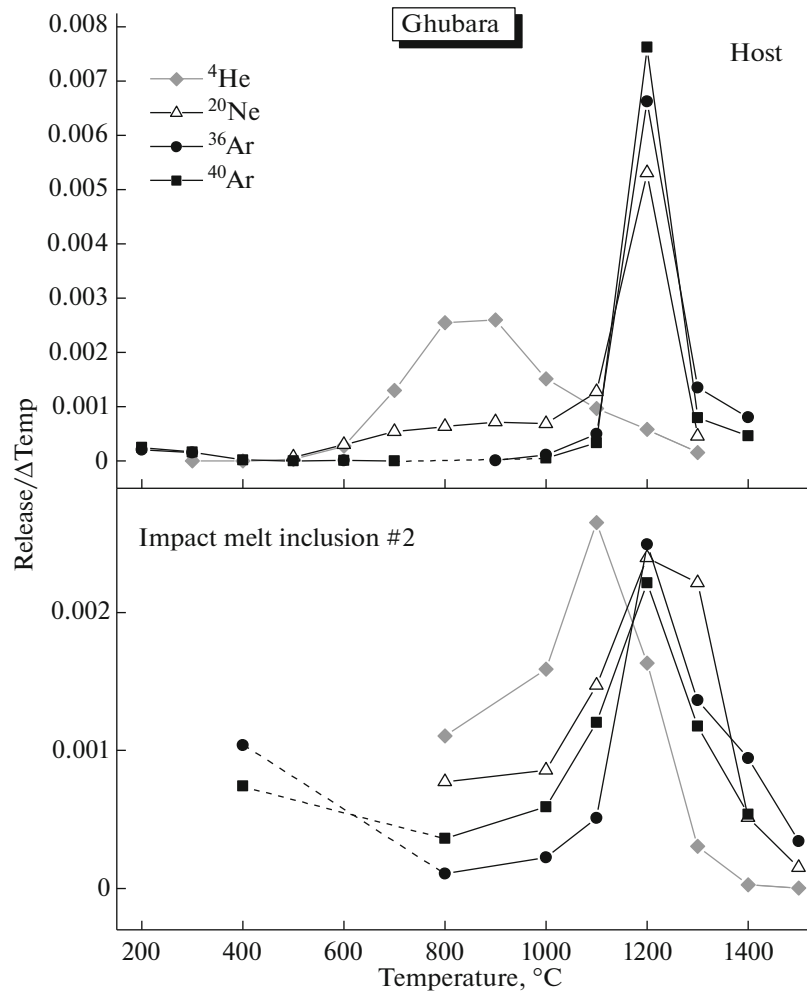 Ghubara
Host
⁴He
²⁰Ne
³⁶Ar
⁴⁰Ar
0.008
0.007
0.006
0.005
0.004
0.003
0.002
0.001
0
Release/ΔTemp
Impact melt inclusion #2
0.002
0.001
0
200 400 600 800 1000 1200 1400
Temperature, °C